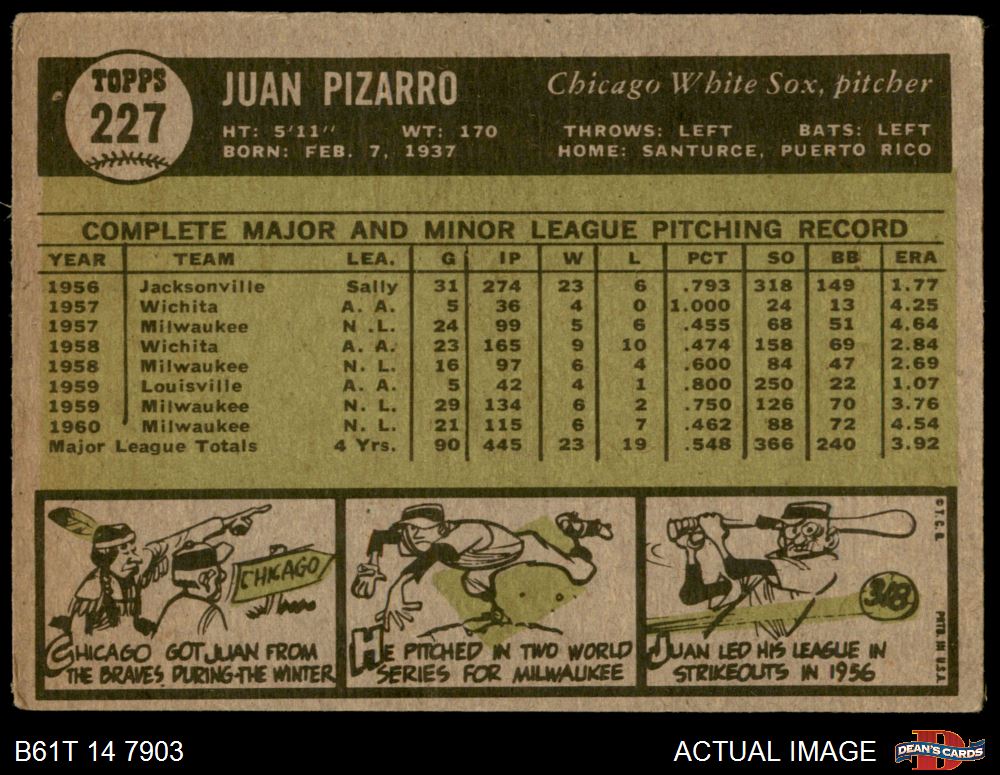 TOPPS
227
JUAN PIZARRO
Chicago White Sox, pitcher
HT: 5'11" WT: 170 THROWS: LEFT BATS: LEFT
BORN: FEB. 7, 1937 HOME: SANTURCE, PUERTO RICO
COMPLETE MAJOR AND MINOR LEAGUE PITCHING RECORD
YEAR TEAM LEA. G IP W L PCT SO BB ERA
1956 Jacksonville Sally 31 274 23 6 .793 318 149 1.77
1957 Wichita A. A. 5 36 4 0 1.000 24 13 4.25
1957 Milwaukee N. L. 24 99 5 6 .455 68 51 4.64
1958 Wichita A. A. 23 165 9 10 .474 158 69 2.84
1958 Milwaukee N. L. 16 97 6 4 .600 84 47 2.69
1959 Louisville A. A. 5 42 4 1 .800 250 22 1.07
1959 Milwaukee N. L. 29 134 6 2 .750 126 70 3.76
1960 Milwaukee N. L. 21 115 6 7 .462 88 72 4.54
Major League Totals 4 Yrs. 90 445 23 19 .548 366 240 3.92
CHICAGO
CHICAGO GOT JUAN FROM
THE BRAVES DURING THE WINTER
HE PITCHED IN TWO WORLD
SERIES FOR MILWAUKEE
318
JUAN LED HIS LEAGUE IN
STRIKEOUTS IN 1956
© T. C. G.
PRTD. IN U.S.A.
B61T 14 7903
ACTUAL IMAGE
D
DEAN'S CARDS